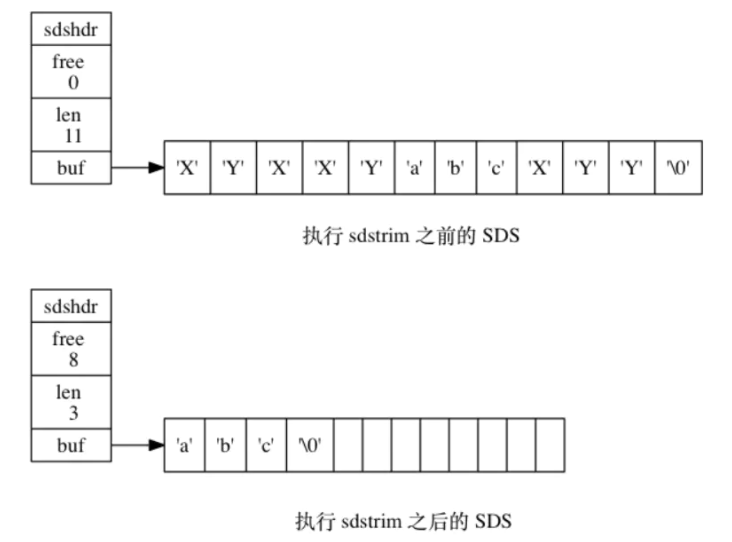 sdshdr
free
0
len
11
buf
'X' 'Y' 'X' 'X' 'Y' 'a' 'b' 'c' 'X' 'Y' 'Y' '\0'
执行 sdstrim 之前的 SDS
sdshdr
free
8
len
3
buf
'a' 'b' 'c' '\0'
执行 sdstrim 之后的 SDS